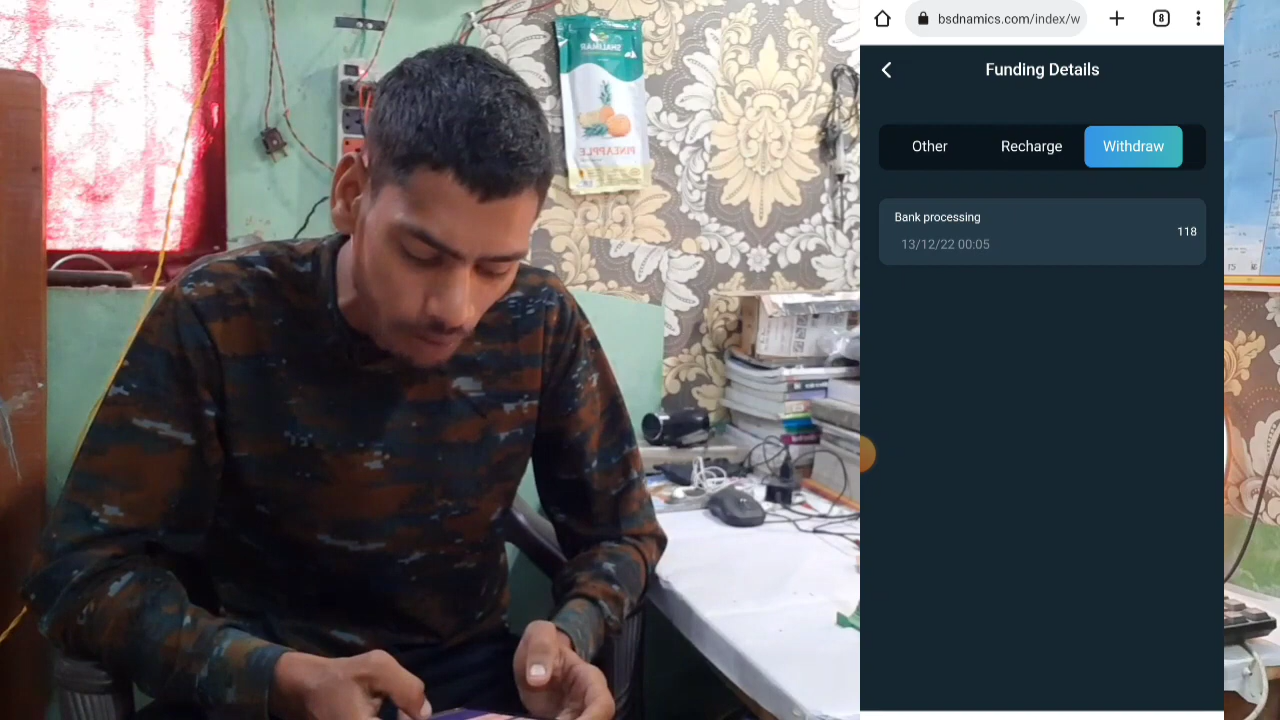 SHALIMAR
PINEAPPLE
bsdnamics.com/index/w
8
Funding Details
Other
Recharge
Withdraw
Bank processing
118
13/12/22 00:05